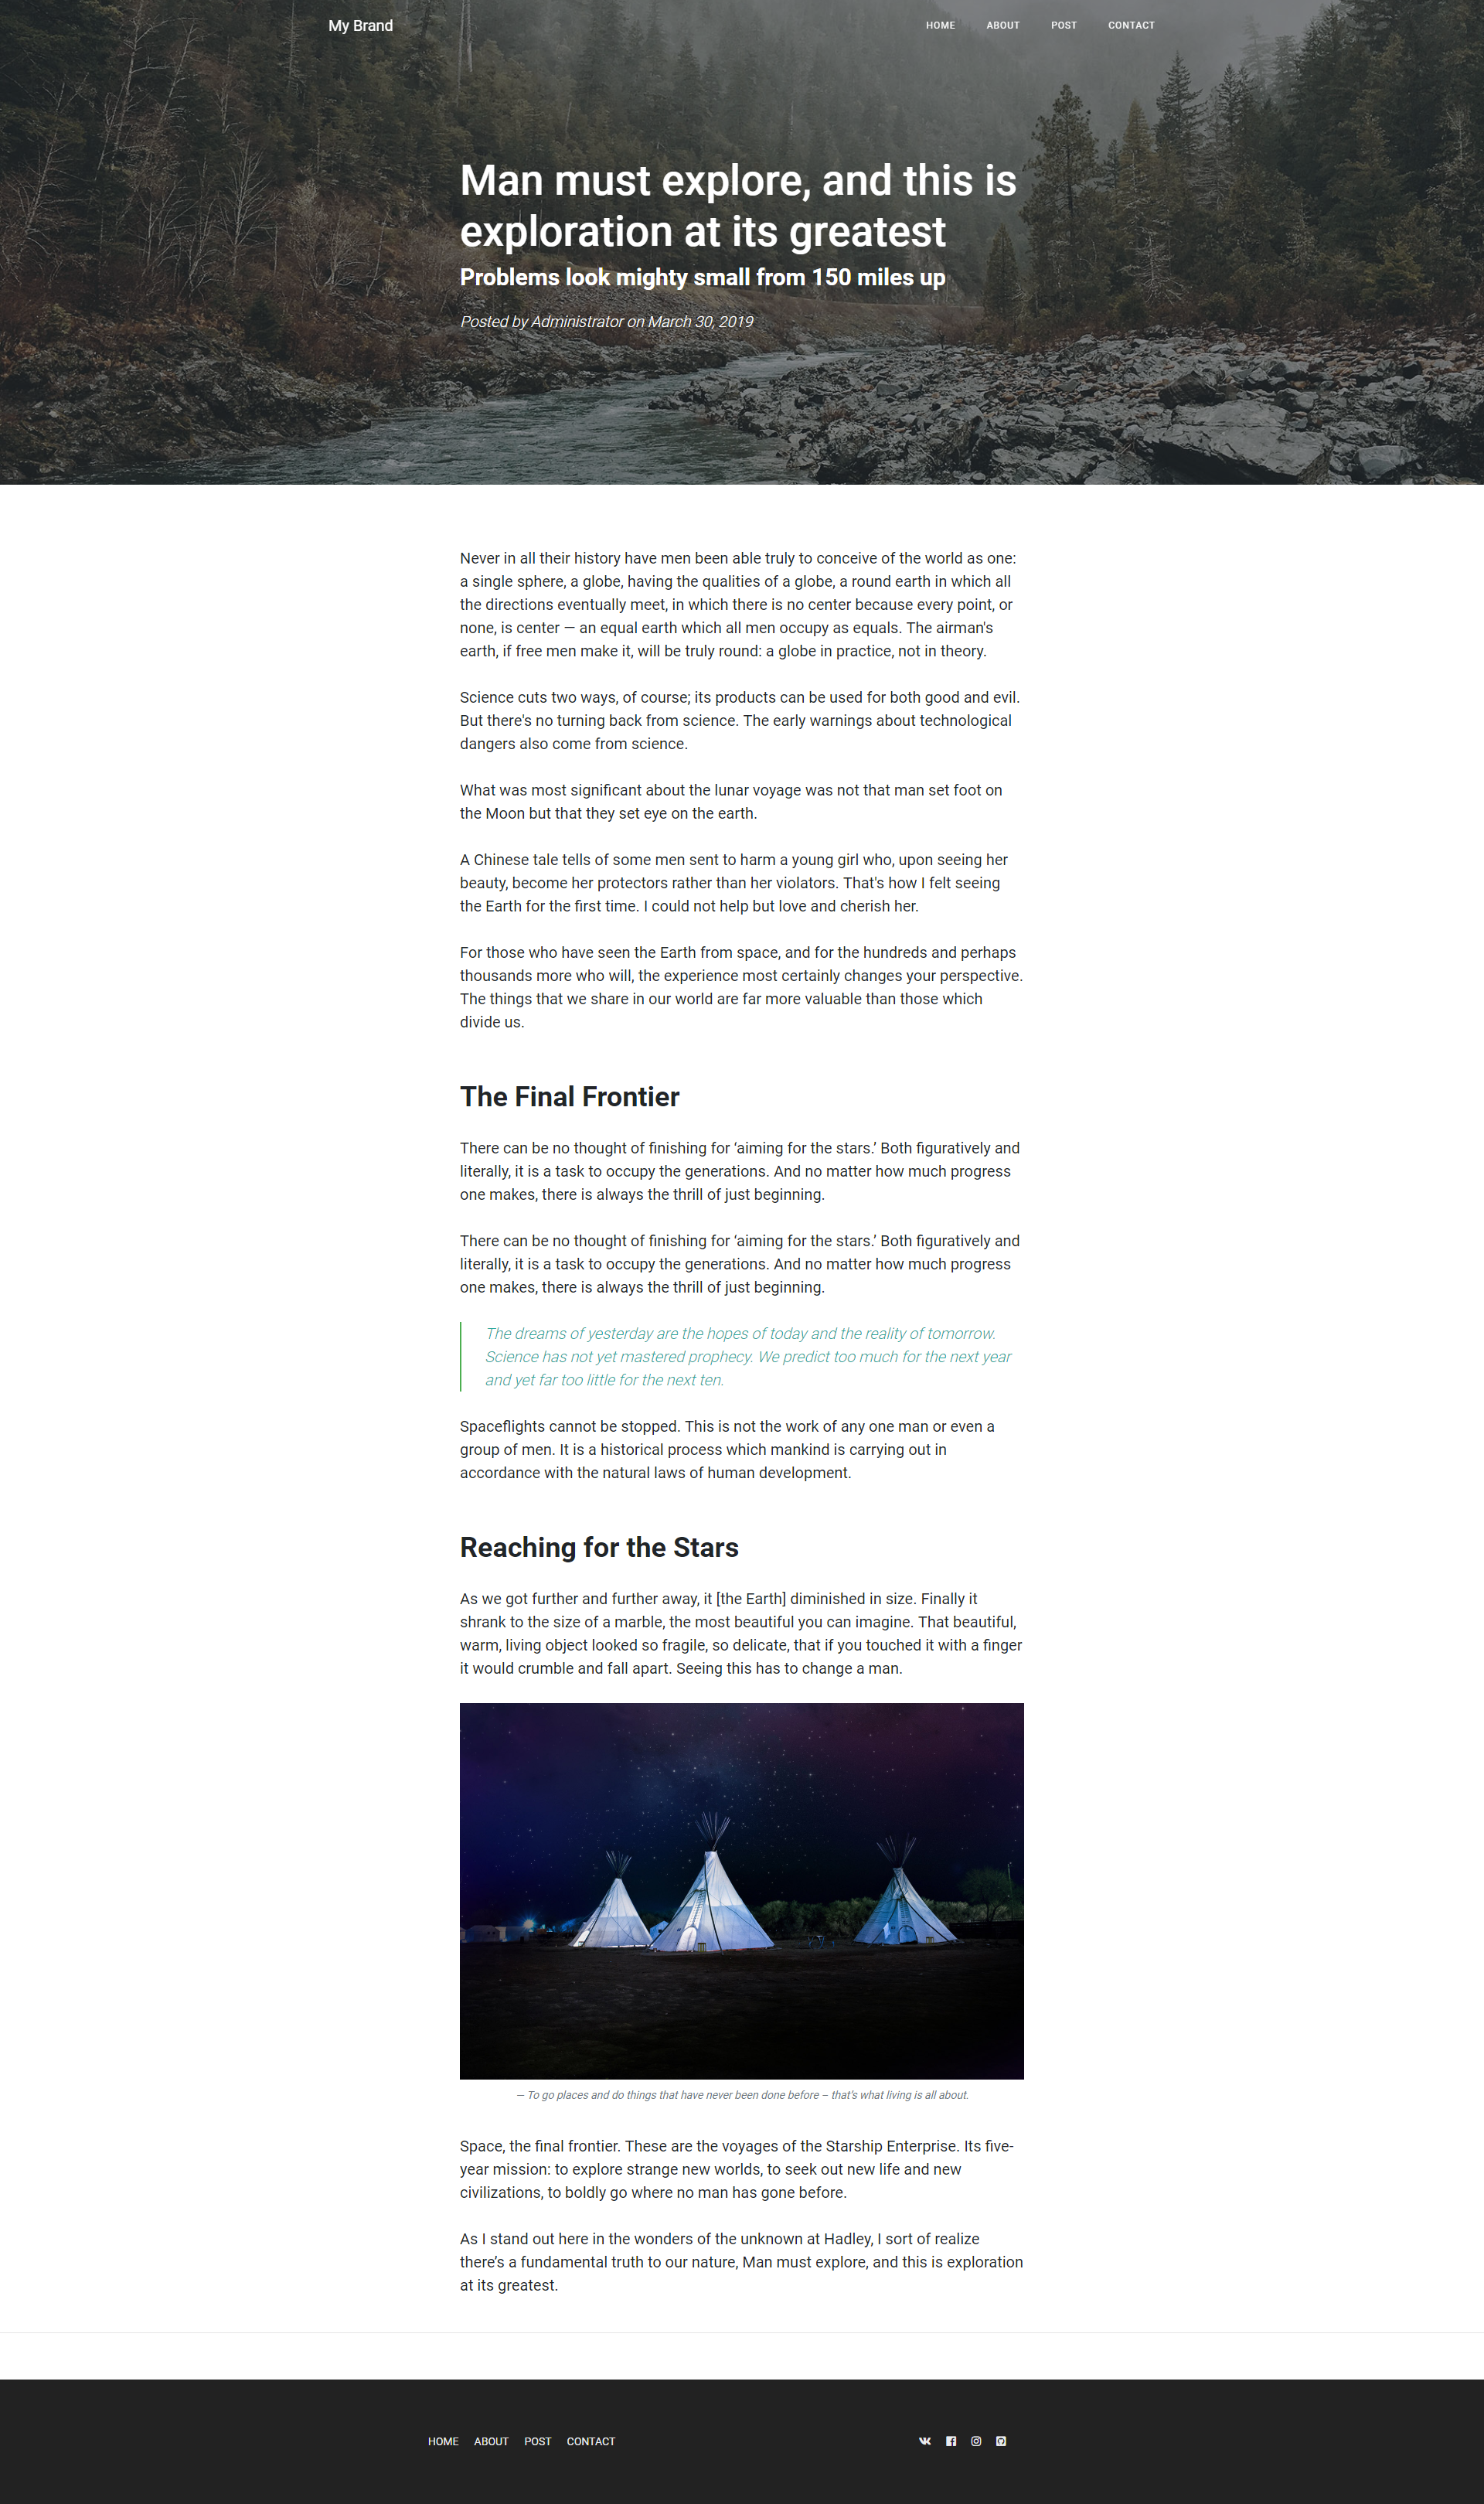 My Brand
HOME ABOUT POST CONTACT
Man must explore, and this is
exploration at its greatest
Problems look mighty small from 150 miles up
Posted by Administrator on March 30, 2019
Never in all their history have men been able truly to conceive of the world as one:
a single sphere, a globe, having the qualities of a globe, a round earth in which all
the directions eventually meet, in which there is no center because every point, or
none, is center — an equal earth which all men occupy as equals. The airman's
earth, if free men make it, will be truly round: a globe in practice, not in theory.
Science cuts two ways, of course; its products can be used for both good and evil.
But there's no turning back from science. The early warnings about technological
dangers also come from science.
What was most significant about the lunar voyage was not that man set foot on
the Moon but that they set eye on the earth.
A Chinese tale tells of some men sent to harm a young girl who, upon seeing her
beauty, become her protectors rather than her violators. That's how I felt seeing
the Earth for the first time. I could not help but love and cherish her.
For those who have seen the Earth from space, and for the hundreds and perhaps
thousands more who will, the experience most certainly changes your perspective.
The things that we share in our world are far more valuable than those which
divide us.
The Final Frontier
There can be no thought of finishing for ‘aiming for the stars.’ Both figuratively and
literally, it is a task to occupy the generations. And no matter how much progress
one makes, there is always the thrill of just beginning.
There can be no thought of finishing for ‘aiming for the stars.’ Both figuratively and
literally, it is a task to occupy the generations. And no matter how much progress
one makes, there is always the thrill of just beginning.
The dreams of yesterday are the hopes of today and the reality of tomorrow.
Science has not yet mastered prophecy. We predict too much for the next year
and yet far too little for the next ten.
Spaceflights cannot be stopped. This is not the work of any one man or even a
group of men. It is a historical process which mankind is carrying out in
accordance with the natural laws of human development.
Reaching for the Stars
As we got further and further away, it [the Earth] diminished in size. Finally it
shrank to the size of a marble, the most beautiful you can imagine. That beautiful,
warm, living object looked so fragile, so delicate, that if you touched it with a finger
it would crumble and fall apart. Seeing this has to change a man.
— To go places and do things that have never been done before – that’s what living is all about.
Space, the final frontier. These are the voyages of the Starship Enterprise. Its five-
year mission: to explore strange new worlds, to seek out new life and new
civilizations, to boldly go where no man has gone before.
As I stand out here in the wonders of the unknown at Hadley, I sort of realize
there’s a fundamental truth to our nature, Man must explore, and this is exploration
at its greatest.
HOME ABOUT POST CONTACT